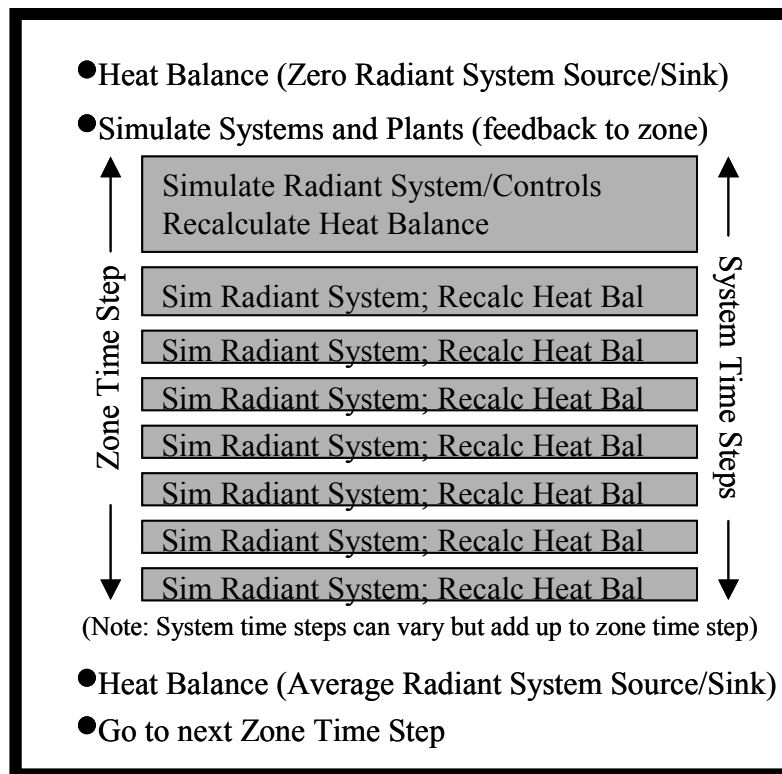 ●Heat Balance (Zero Radiant System Source/Sink)
●Simulate Systems and Plants (feedback to zone)
Zone Time Step
Simulate Radiant System/Controls
Recalculate Heat Balance
Sim Radiant System; Recalc Heat Bal
Sim Radiant System; Recalc Heat Bal
Sim Radiant System; Recalc Heat Bal
Sim Radiant System; Recalc Heat Bal
Sim Radiant System; Recalc Heat Bal
Sim Radiant System; Recalc Heat Bal
Sim Radiant System; Recalc Heat Bal
System Time Steps
(Note: System time steps can vary but add up to zone time step)
●Heat Balance (Average Radiant System Source/Sink)
●Go to next Zone Time Step